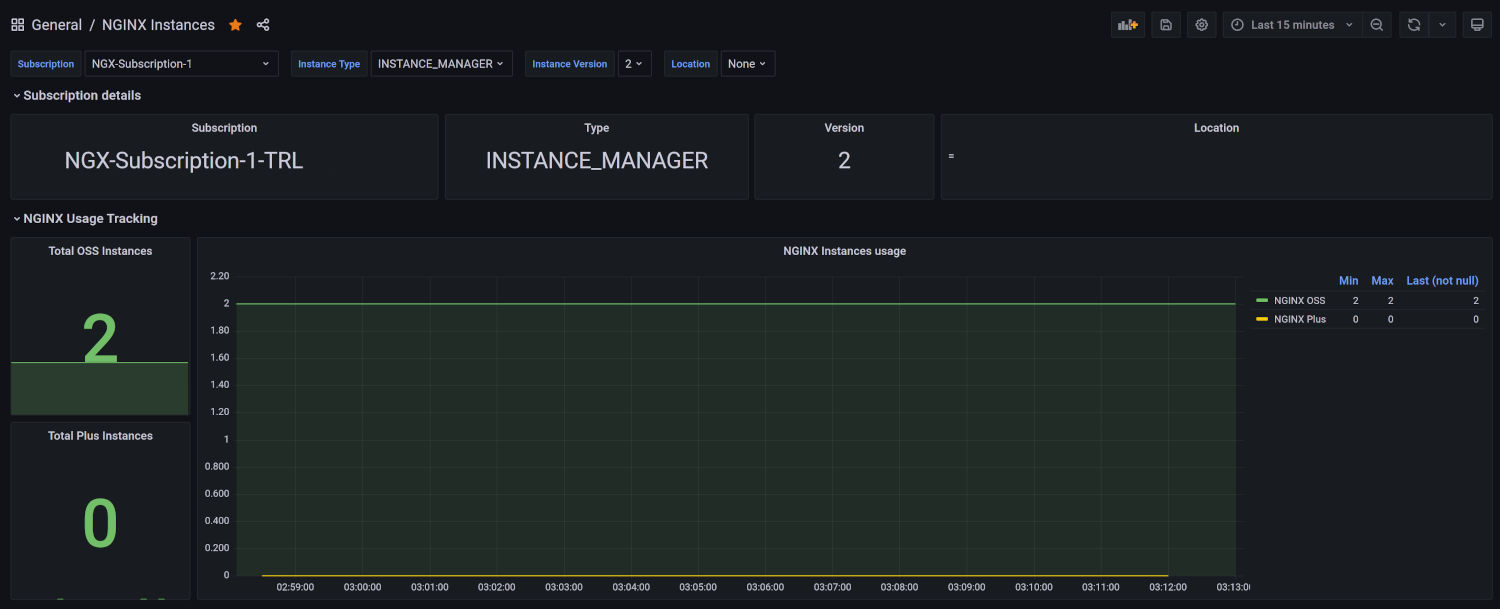 General / NGINX Instances
Last 15 minutes
Subscription NGX-Subscription-1 Instance Type INSTANCE_MANAGER Instance Version 2 Location None
Subscription details
Subscription Type Version Location
NGX-Subscription-1-TRL INSTANCE_MANAGER 2 =
NGINX Usage Tracking
Total OSS Instances
2
Total Plus Instances
0
NGINX Instances usage
2.20
2
1.80
1.60
1.40
1.20
1
0.800
0.600
0.400
0.200
0
02:59:00 03:00:00 03:01:00 03:02:00 03:03:00 03:04:00 03:05:00 03:06:00 03:07:00 03:08:00 03:09:00 03:10:00 03:11:00 03:12:00 03:13:0
Min Max Last (not null)
NGINX OSS 2 2 2
NGINX Plus 0 0 0